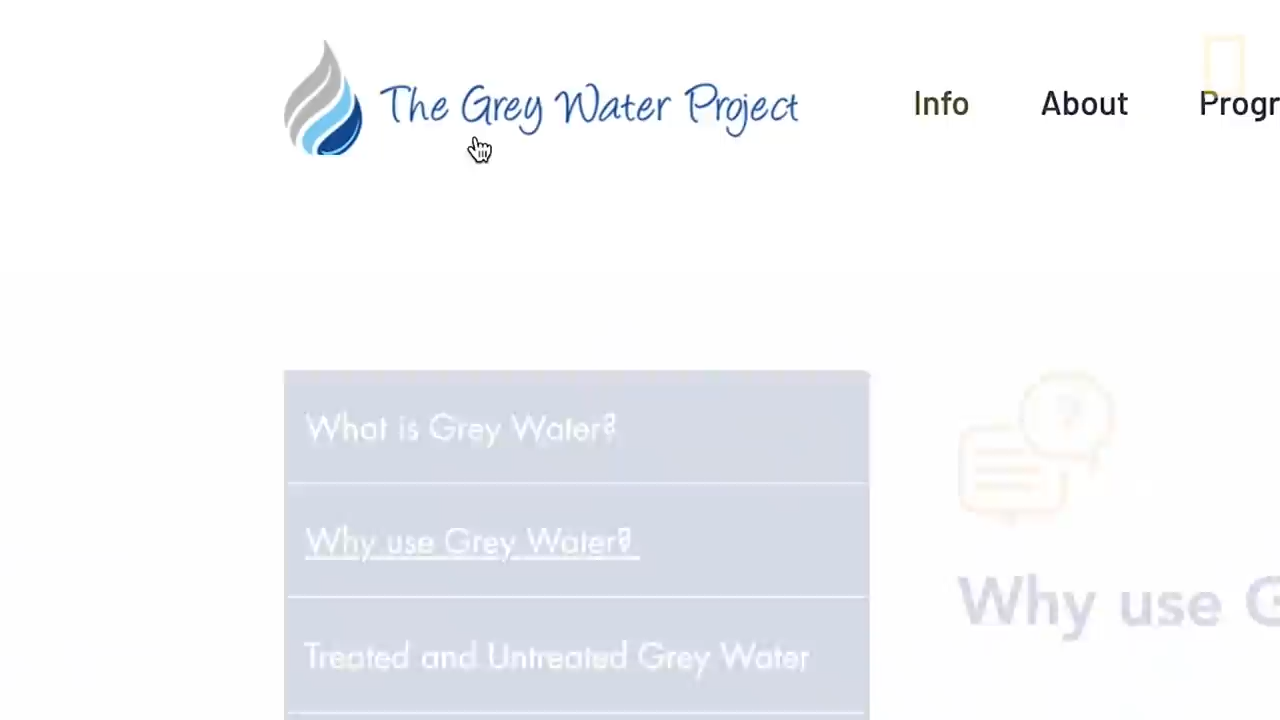 The Grey Water Project
Info About Progr
What is Grey Water?
Why use Grey Water?
Treated and Untreated Grey Water
Why use G